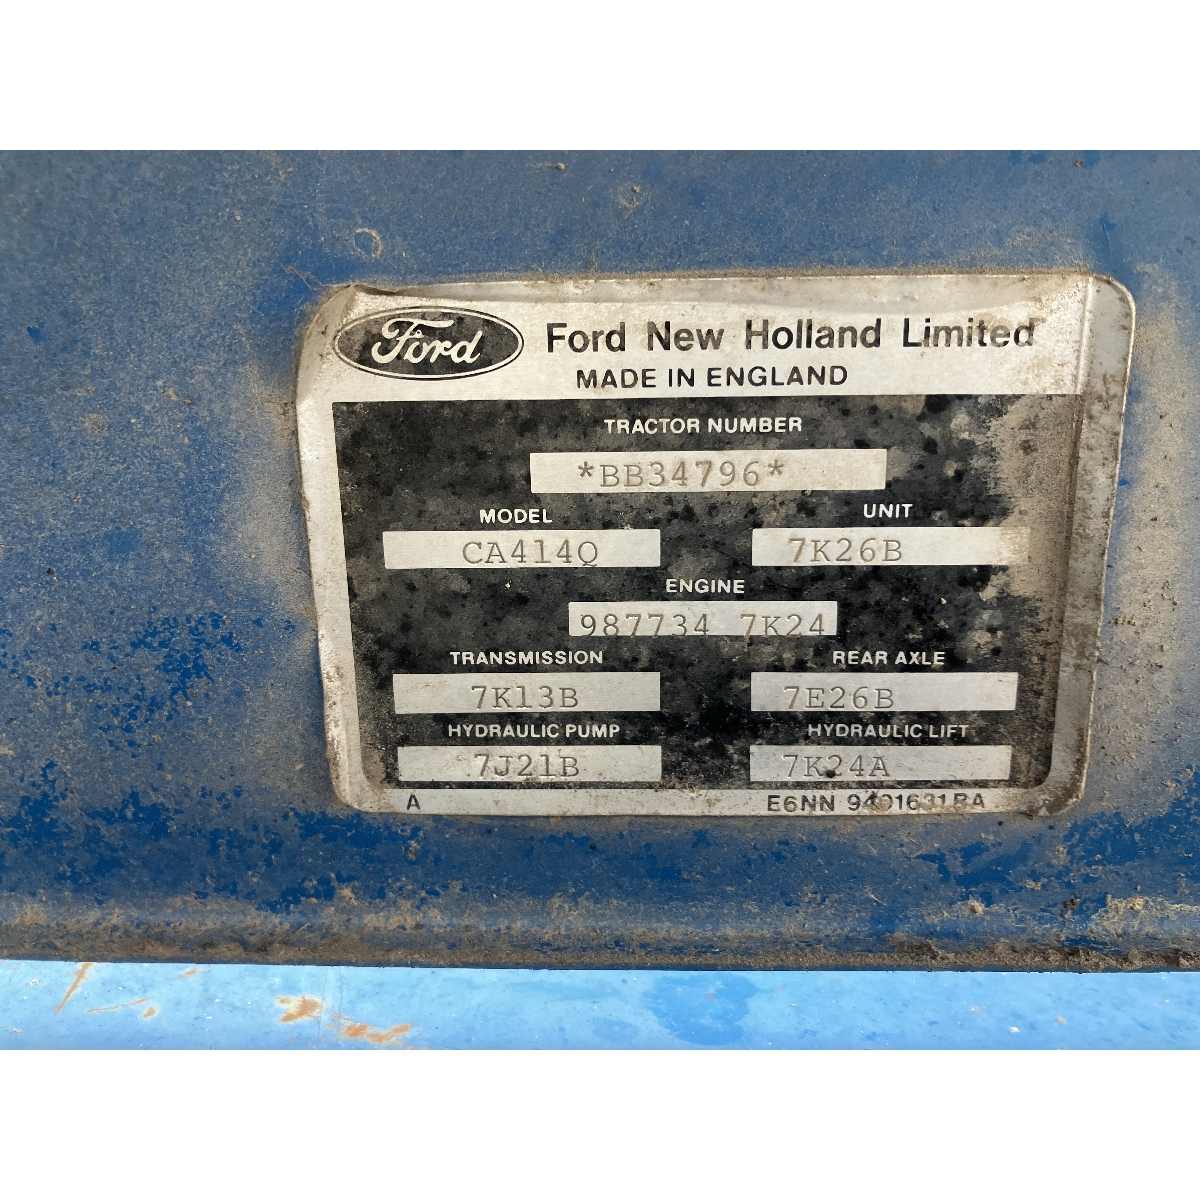 Ford Ford New Holland Limited
MADE IN ENGLAND
TRACTOR NUMBER
*BB34796*
MODEL UNIT
CA414Q 7K26B
ENGINE
987734 7K24
TRANSMISSION REAR AXLE
7K13B 7E26B
HYDRAULIC PUMP HYDRAULIC LIFT
7J21B 7K24A
A E6NN 9401631BA